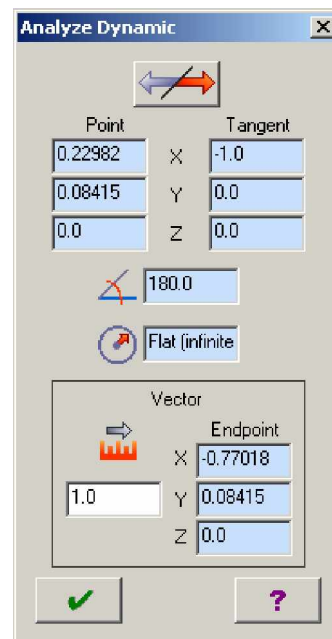 Analyze Dynamic
Point Tangent
0.22982 X -1.0
0.08415 Y 0.0
0.0 Z 0.0
180.0
Flat (infinite
Vector
Endpoint
X -0.77018
1.0 Y 0.08415
Z 0.0
?